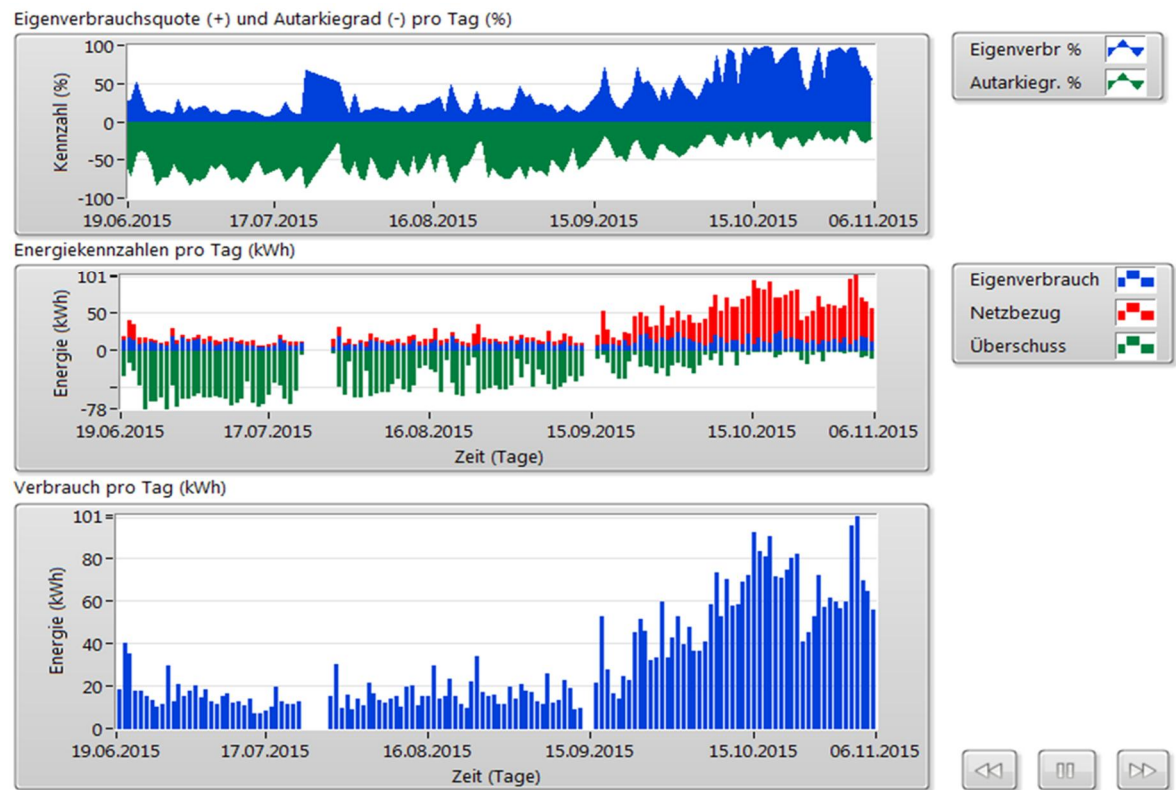 Eigenverbrauchsquote (+) und Autarkiegrad (-) pro Tag (%)
100
50
0
-50
-100
Kennzahl (%)
19.06.2015 17.07.2015 16.08.2015 15.09.2015 15.10.2015 06.11.2015
Eigenverbr %
Autarkiegr. %
Energiekennzahlen pro Tag (kWh)
101
50
0
-78
Energie (kWh)
19.06.2015 17.07.2015 16.08.2015 15.09.2015 15.10.2015 06.11.2015
Zeit (Tage)
Eigenverbrauch
Netzbezug
Überschuss
Verbrauch pro Tag (kWh)
101
80
60
40
20
0
Energie (kWh)
19.06.2015 17.07.2015 16.08.2015 15.09.2015 15.10.2015 06.11.2015
Zeit (Tage)